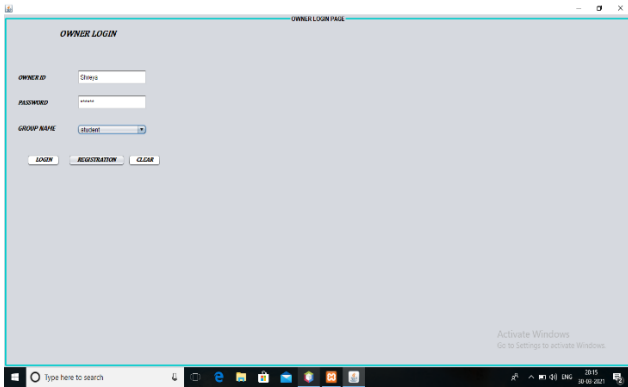 OWNER LOGIN PAGE
OWNER LOGIN
OWNER ID Shreya
PASSWORD ******
GROUP NAME student
LOGIN REGISTRATION CLEAR
Activate Windows
Go to Settings to activate Windows.
Type here to search
ENG 20:15
30-03-2021
2